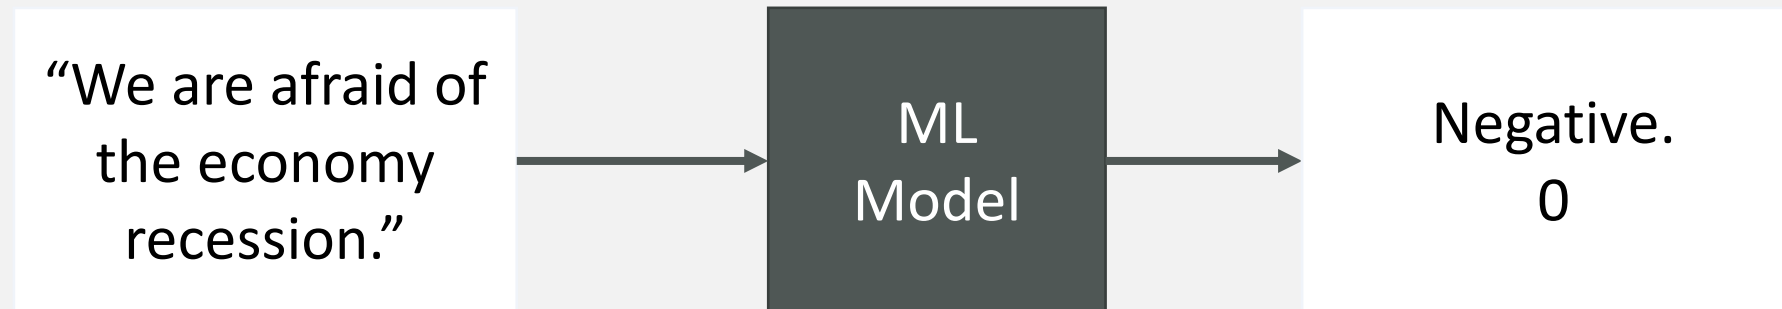 “We are afraid of
the economy
recession.”
ML
Model
Negative.
0